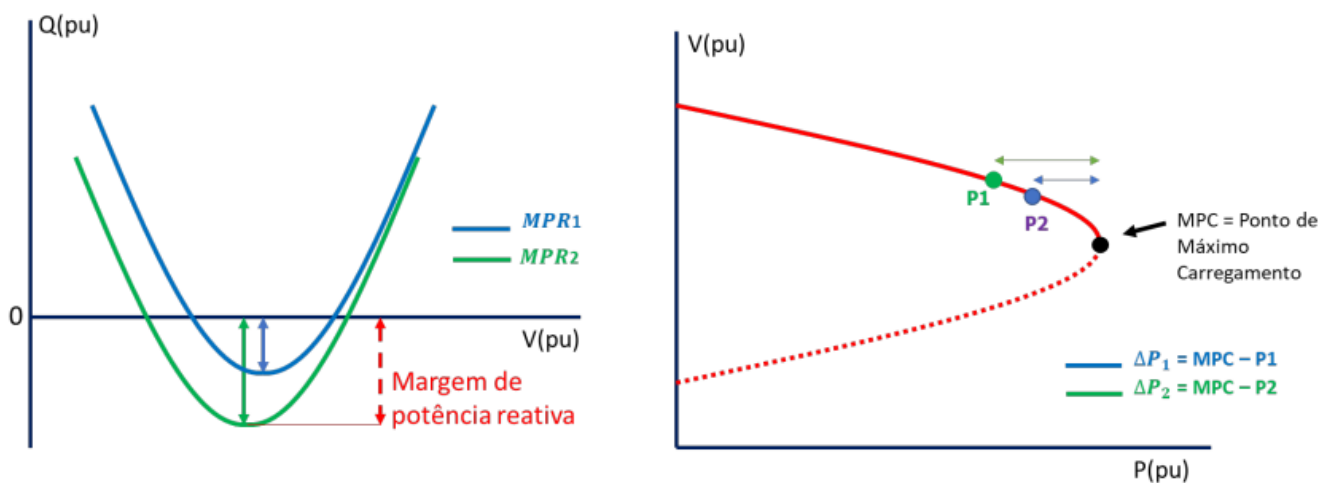 Q(pu)
MPR1
MPR2
0
V(pu)
Margem de
potência reativa
V(pu)
P1
P2
MPC = Ponto de
Máximo
Carregamento
ΔP₁ = MPC – P1
ΔP₂ = MPC – P2
P(pu)